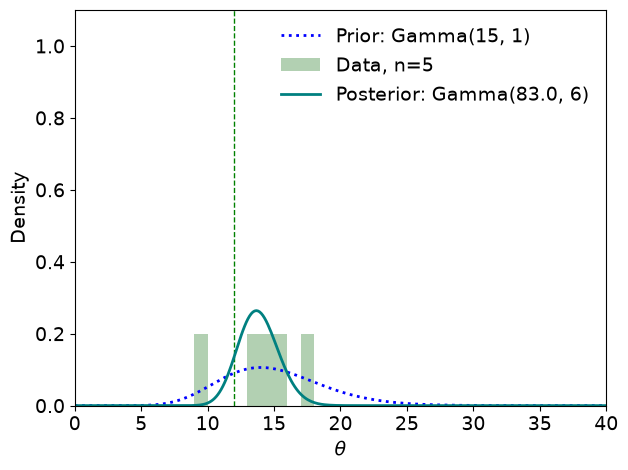 Prior: Gamma(15, 1)
Data, n=5
Posterior: Gamma(83.0, 6)
Density
1.0
0.8
0.6
0.4
0.2
0.0
0 5 10 15 20 25 30 35 40
θ